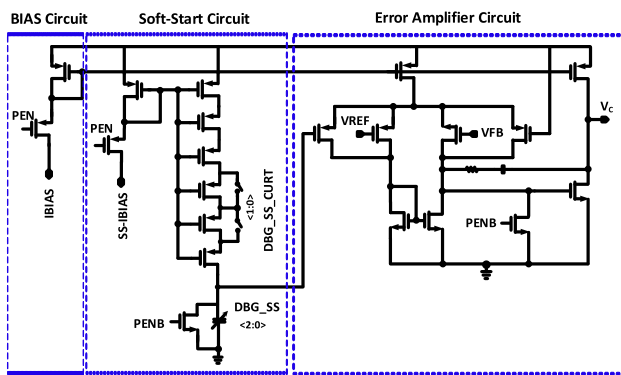 BIAS Circuit
Soft-Start Circuit
Error Amplifier Circuit
PEN
IBIAS
PEN
SS-IBIAS
DBG_SS_CURT
<1:0>
PENB
DBG_SS
<2:0>
VREF
VFB
VC
PENB